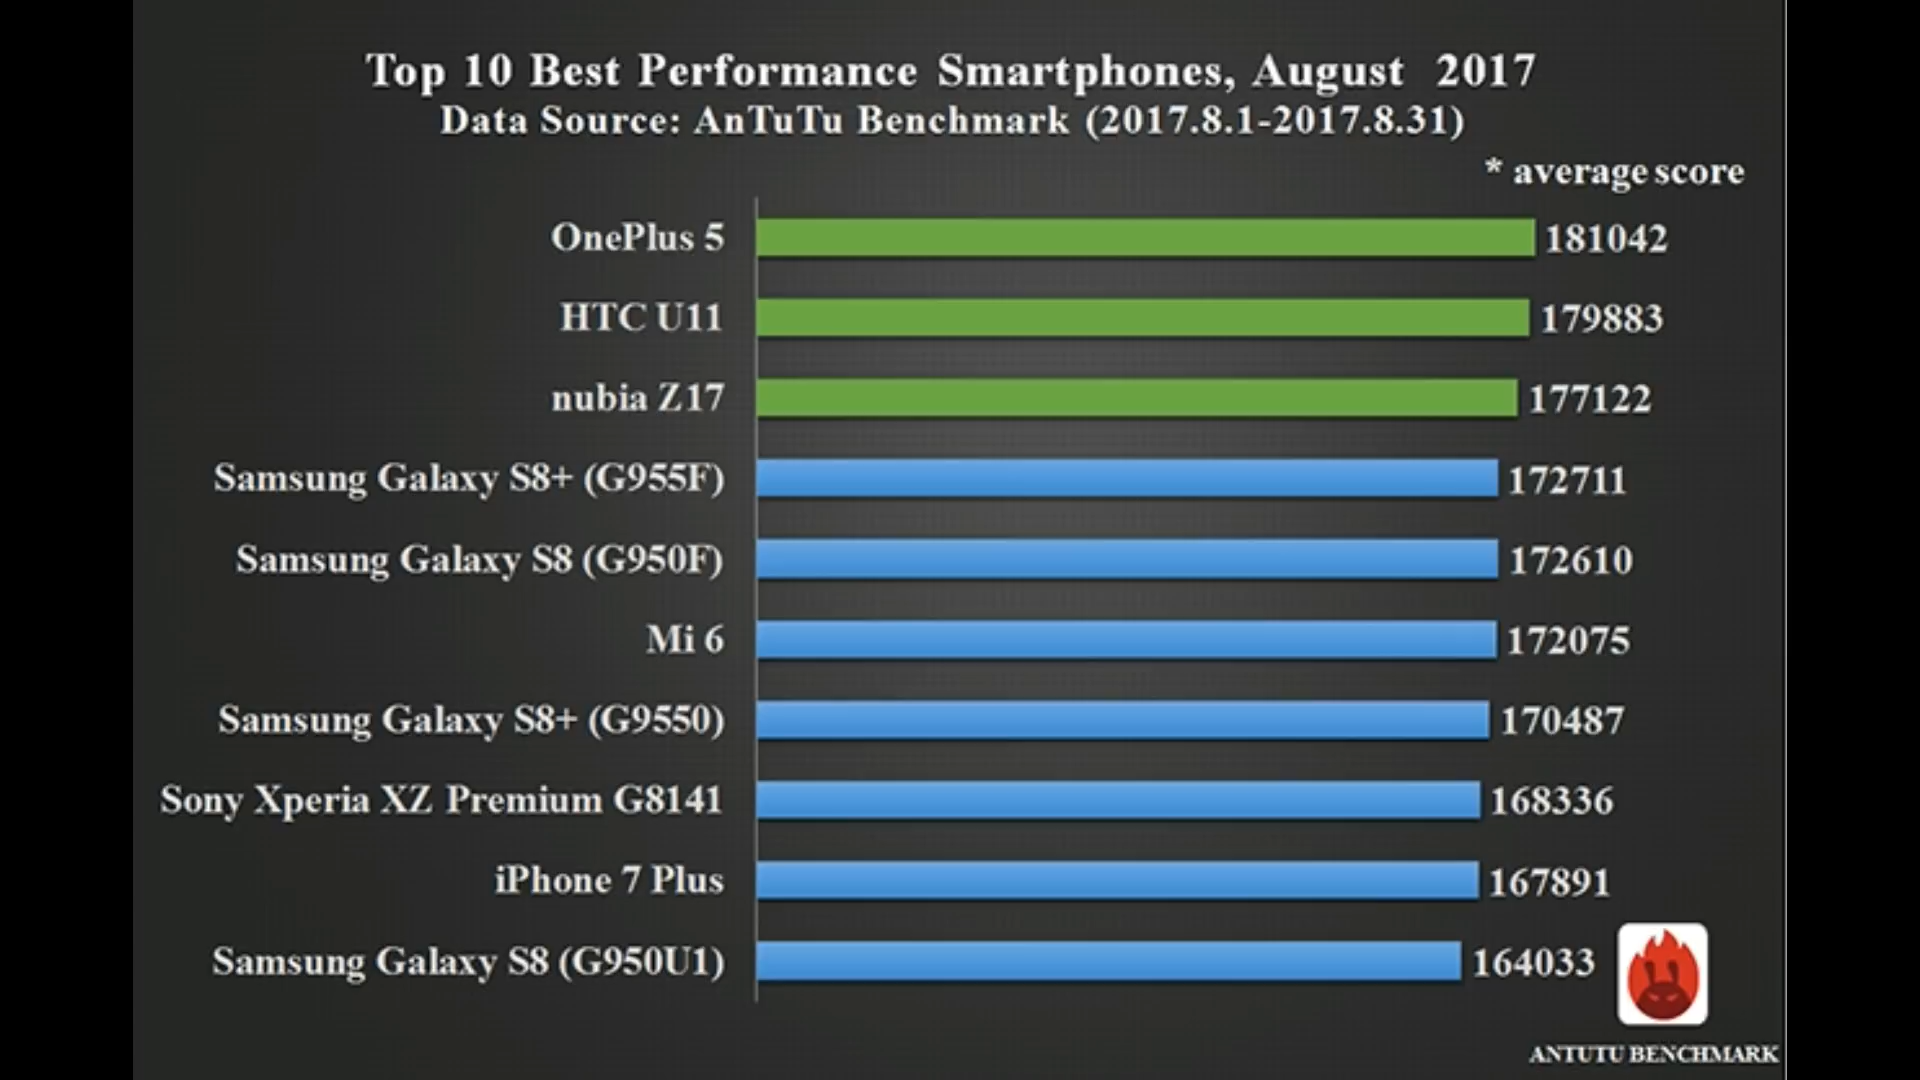 Top 10 Best Performance Smartphones, August 2017
Data Source: AnTuTu Benchmark (2017.8.1-2017.8.31)
* average score
OnePlus 5 181042
HTC U11 179883
nubia Z17 177122
Samsung Galaxy S8+ (G955F) 172711
Samsung Galaxy S8 (G950F) 172610
Mi 6 172075
Samsung Galaxy S8+ (G9550) 170487
Sony Xperia XZ Premium G8141 168336
iPhone 7 Plus 167891
Samsung Galaxy S8 (G950U1) 164033
ANTUTU BENCHMARK